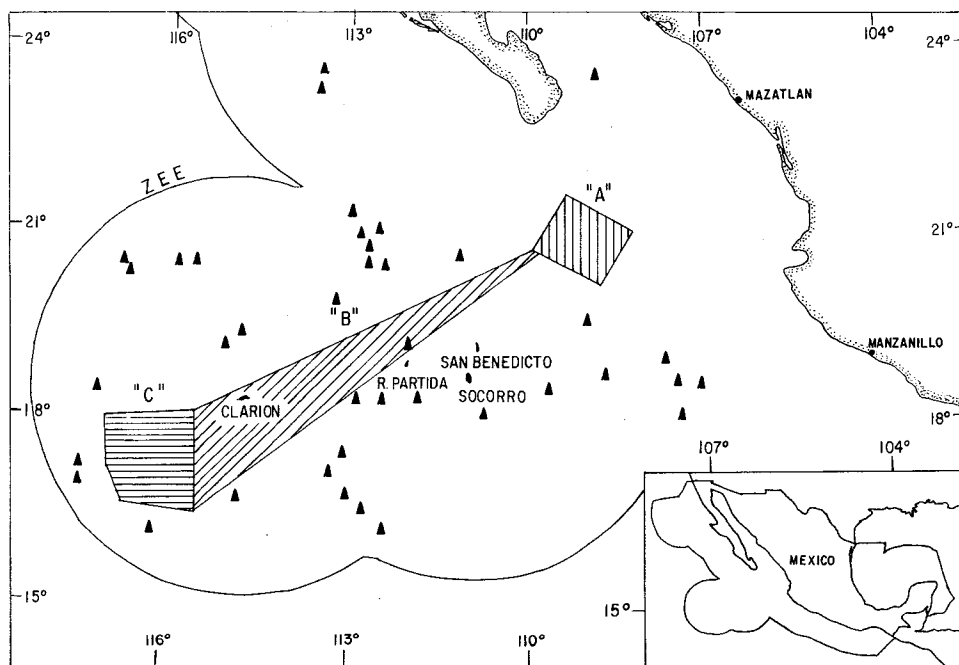 116° 113° 110° 107° 104°
24° 24°
MAZATLAN
ZEE
"A"
21° 21°
"B"
MANZANILLO
SAN BENEDICTO
R. PARTIDA
"C"
SOCORRO
CLARION
18° 18°
107° 104°
MEXICO
15° 15°
116° 113° 110°